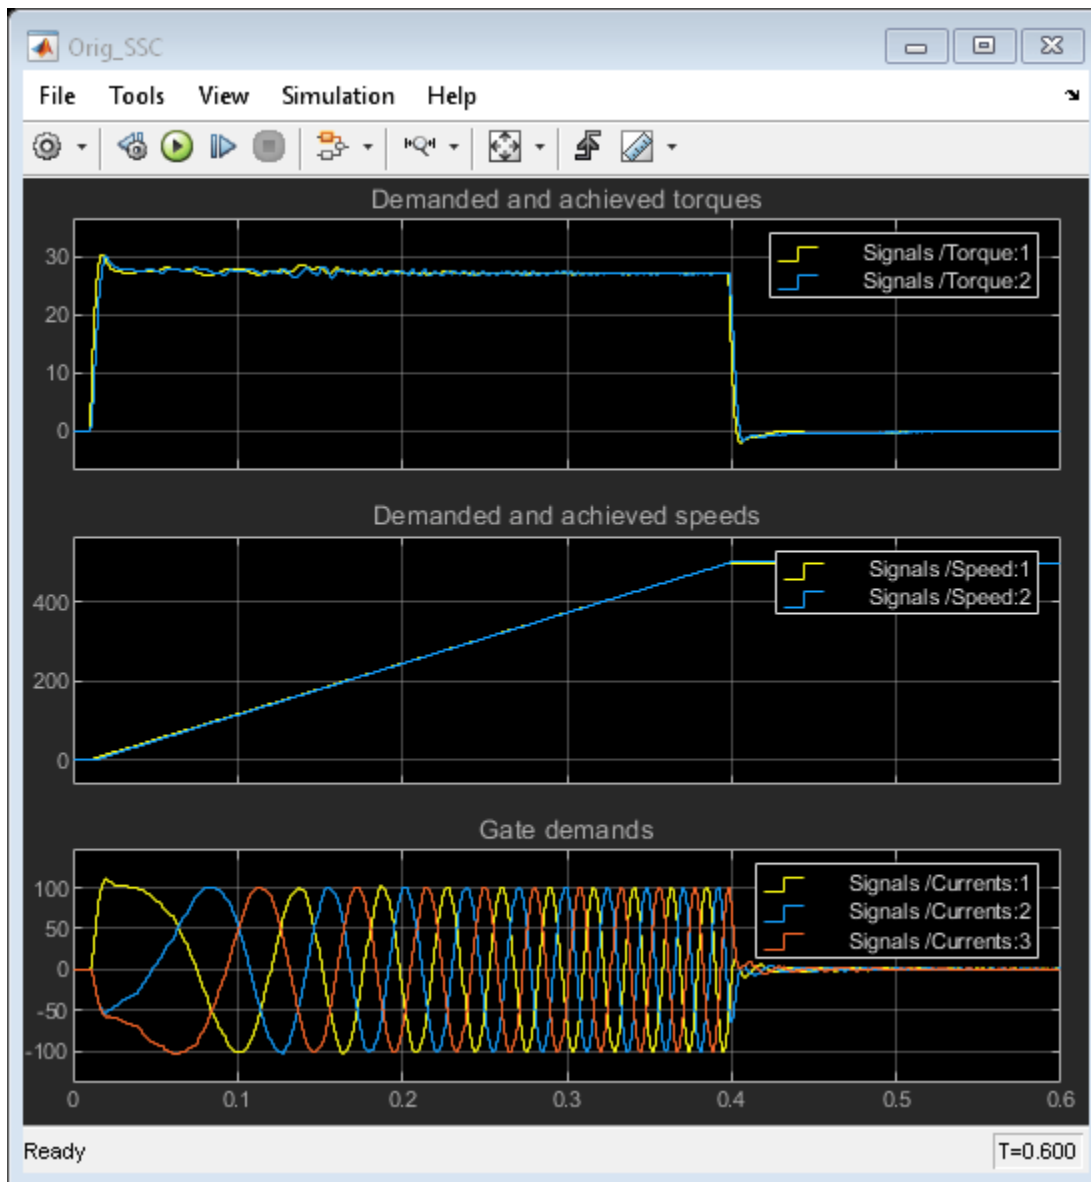 Orig_SSC
File Tools View Simulation Help
Demanded and achieved torques
Signals /Torque:1
Signals /Torque:2
30
20
10
0
Demanded and achieved speeds
Signals /Speed:1
Signals /Speed:2
400
200
0
Gate demands
Signals /Currents:1
Signals /Currents:2
Signals /Currents:3
100
50
0
-50
-100
0 0.1 0.2 0.3 0.4 0.5 0.6
Ready T=0.600